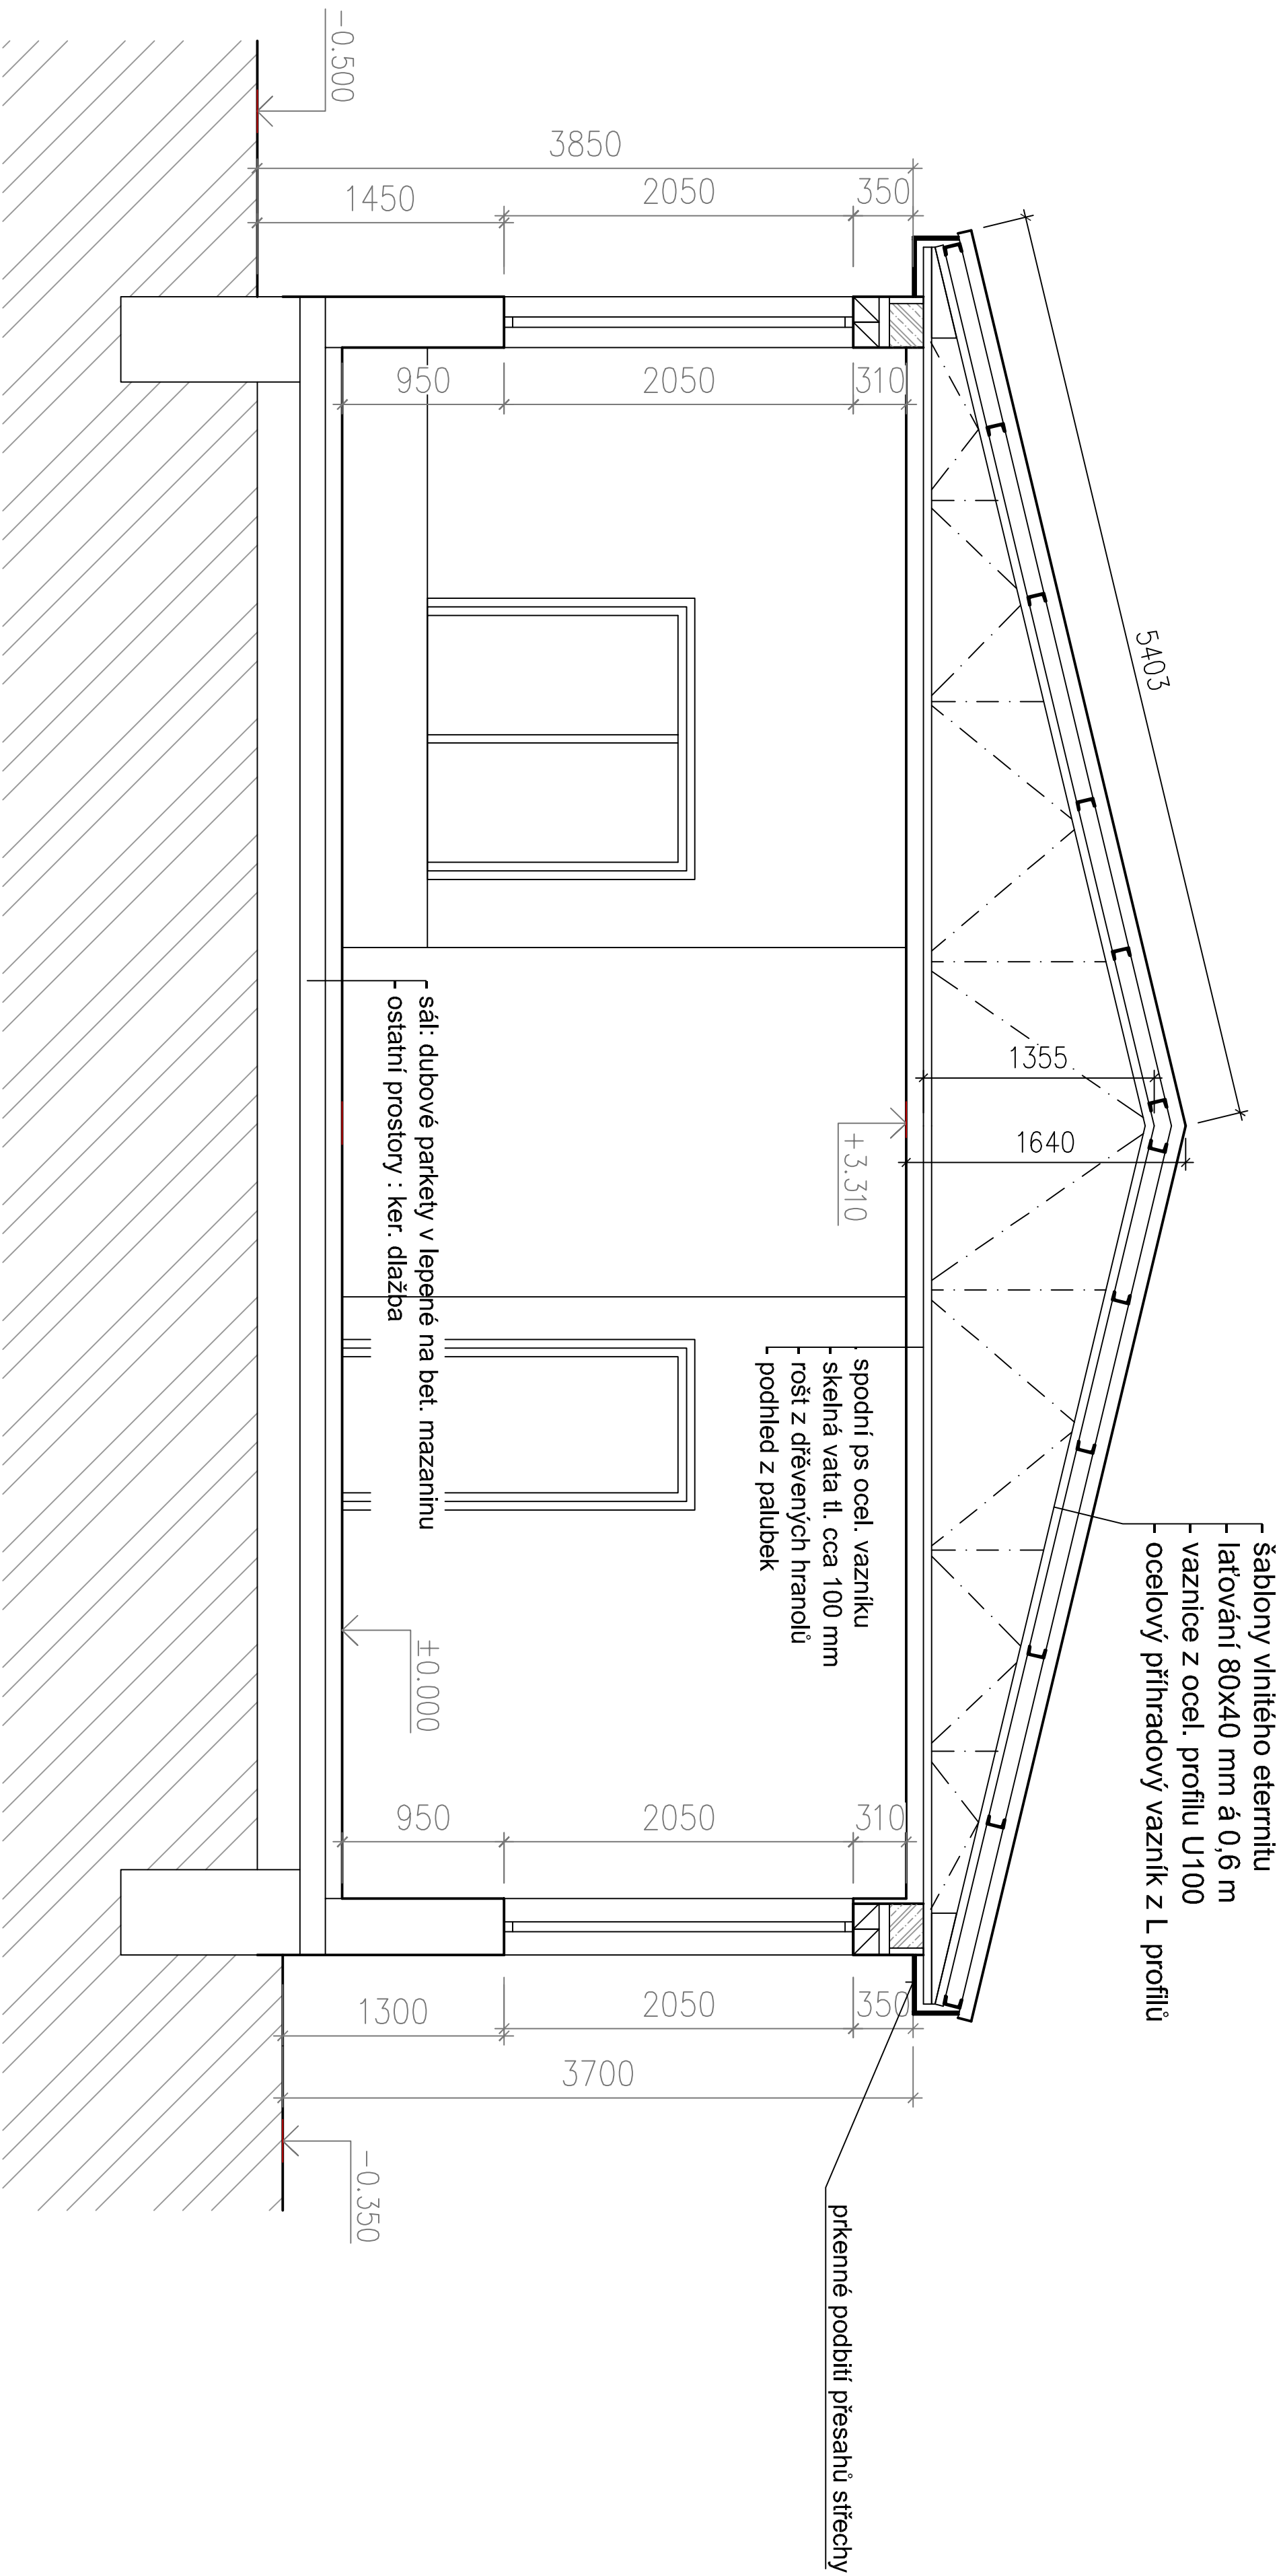 šablony vlnitého eternitu
laťování 80x40 mm á 0,6 m
vaznice z ocel. profilu U100
ocelový příhradový vazník z L profilů
5403
1355
1640
+3.310
spodní ps ocel. vazníku
skelná vata tl. cca 100 mm
rošt z dřěvených hranolů
podhled z palubek
350
2050
1450
3850
310
2050
950
310
2050
950
350
2050
1300
3700
sál: dubové parkety v lepené na bet. mazaninu
ostatní prostory : ker. dlažba
±0.000
-0.500
-0.350
prkenné podbití přesahů střechy